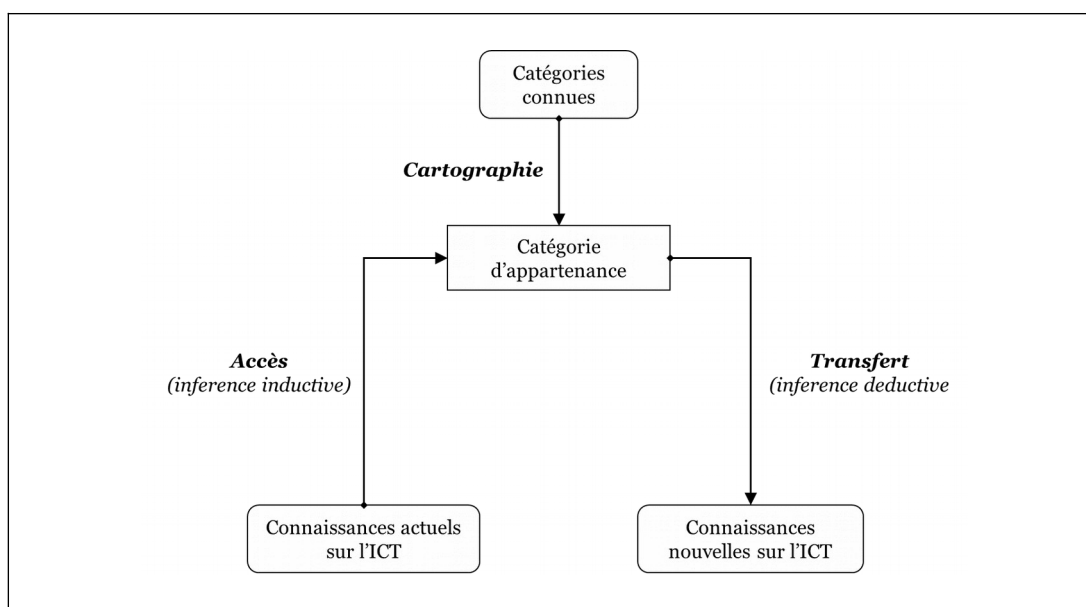 Catégories
connues
Cartographie
Catégorie
d'appartenance
Accès
(inference inductive)
Transfert
(inference deductive
Connaissances actuels
sur l'ICT
Connaissances
nouvelles sur l'ICT